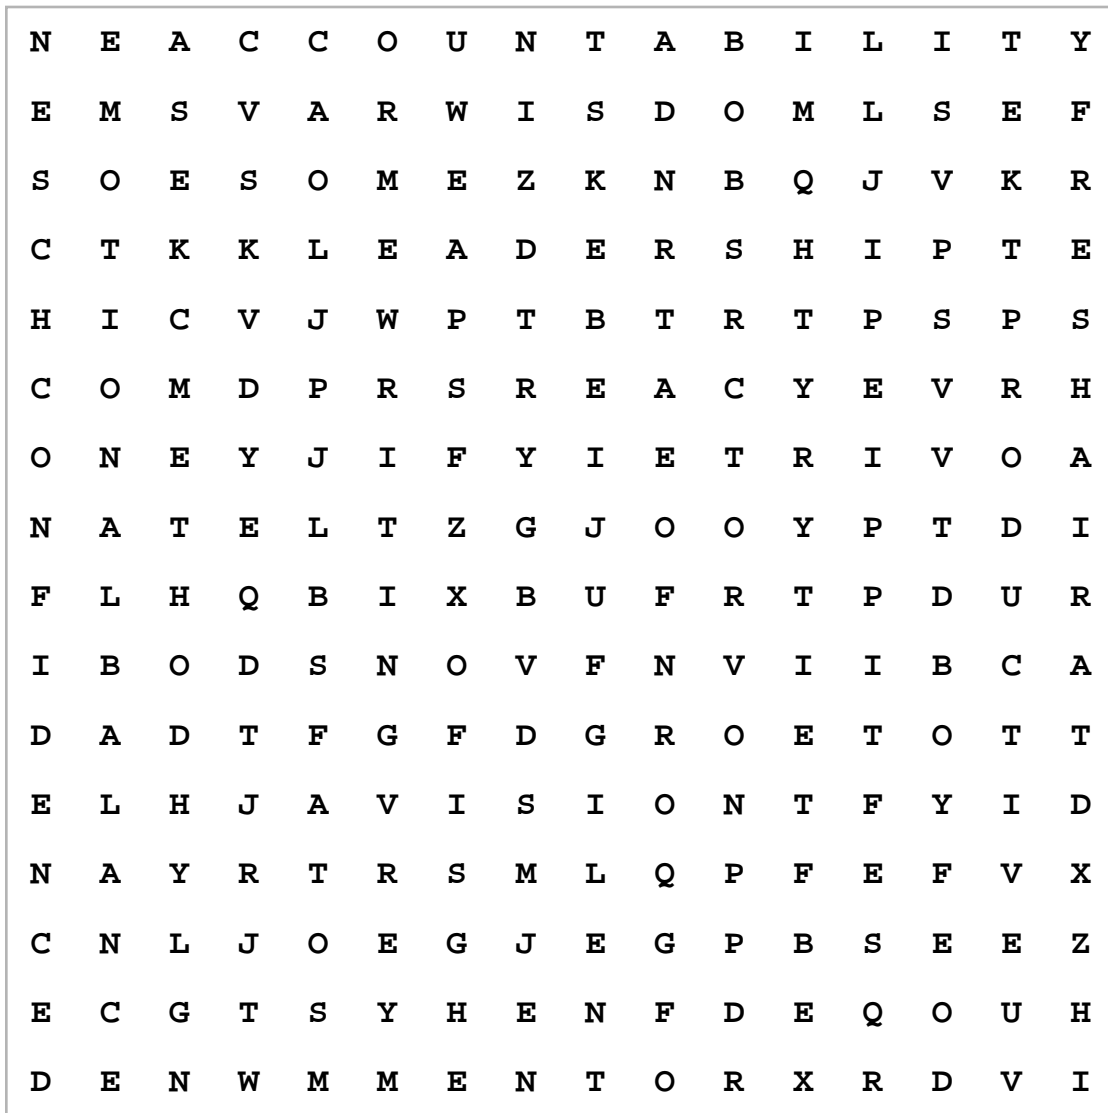 N E A C C O U N T A B I L I T Y
E M S V A R W I S D O M L S E F
S O E S O M E Z K N B Q J V K R
C T K K L E A D E R S H I P T E
H I C V J W P T B T R T P S P S
C O M D P R S R E A C Y E V R H
O N E Y J I F Y I E T R I V O A
N A T E L T Z G J O O Y P T D I
F L H Q B I X B U F R T P D U R
I B O D S N O V F N V I I B C A
D A D T F G F D G R O E T O T T
E L H J A V I S I O N T F Y I D
N A Y R T R S M L Q P F E F V X
C N L J O E G J E G P B S E E Z
E C G T S Y H E N F D E Q O U H
D E N W M M E N T O R X R D V I